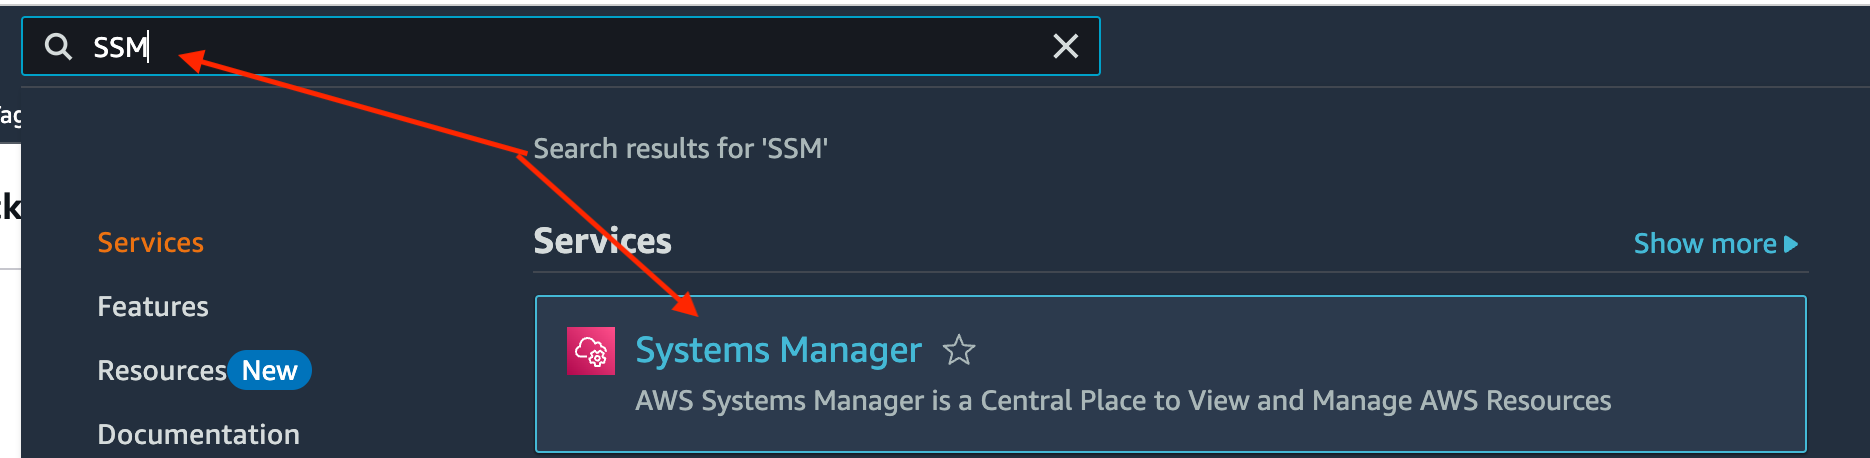 SSM
Search results for 'SSM'
Services
Features
Resources New
Documentation
Services
Show more
Systems Manager
AWS Systems Manager is a Central Place to View and Manage AWS Resources